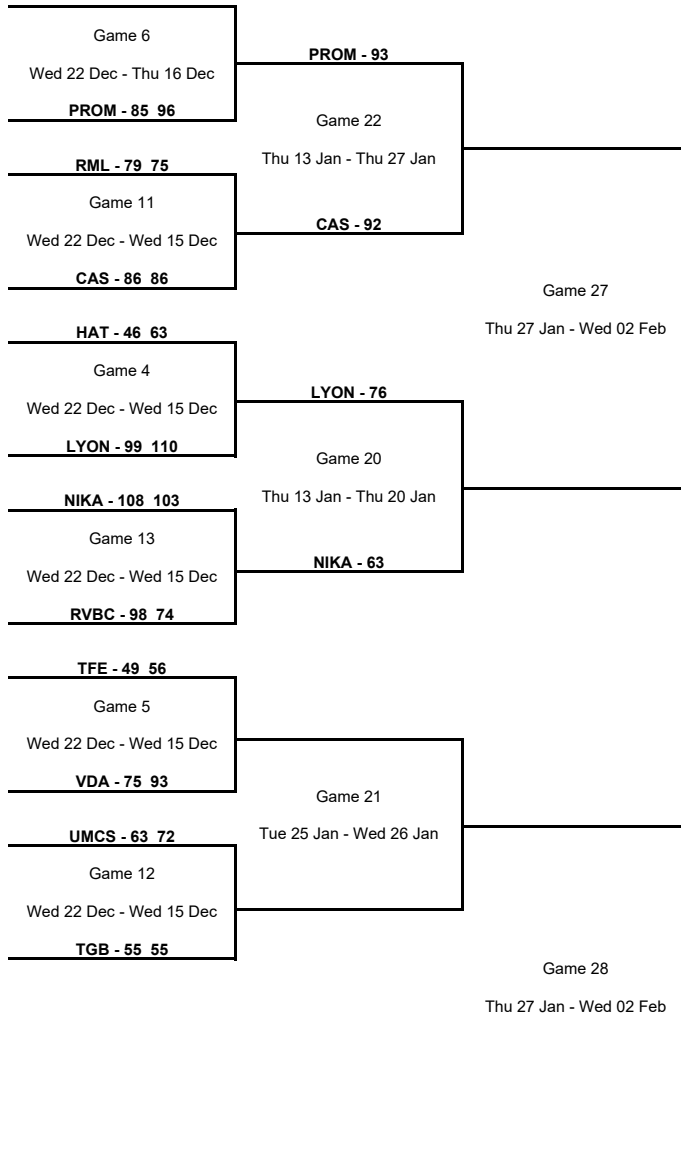 Game 6
Wed 22 Dec - Thu 16 Dec
PROM - 85 96
RML - 79 75
Game 11
Wed 22 Dec - Wed 15 Dec
CAS - 86 86
HAT - 46 63
Game 4
Wed 22 Dec - Wed 15 Dec
LYON - 99 110
NIKA - 108 103
Game 13
Wed 22 Dec - Wed 15 Dec
RVBC - 98 74
TFE - 49 56
Game 5
Wed 22 Dec - Wed 15 Dec
VDA - 75 93
UMCS - 63 72
Game 12
Wed 22 Dec - Wed 15 Dec
TGB - 55 55
PROM - 93
Game 22
Thu 13 Jan - Thu 27 Jan
CAS - 92
LYON - 76
Game 20
Thu 13 Jan - Thu 20 Jan
NIKA - 63
Game 21
Tue 25 Jan - Wed 26 Jan
Game 27
Thu 27 Jan - Wed 02 Feb
Game 28
Thu 27 Jan - Wed 02 Feb